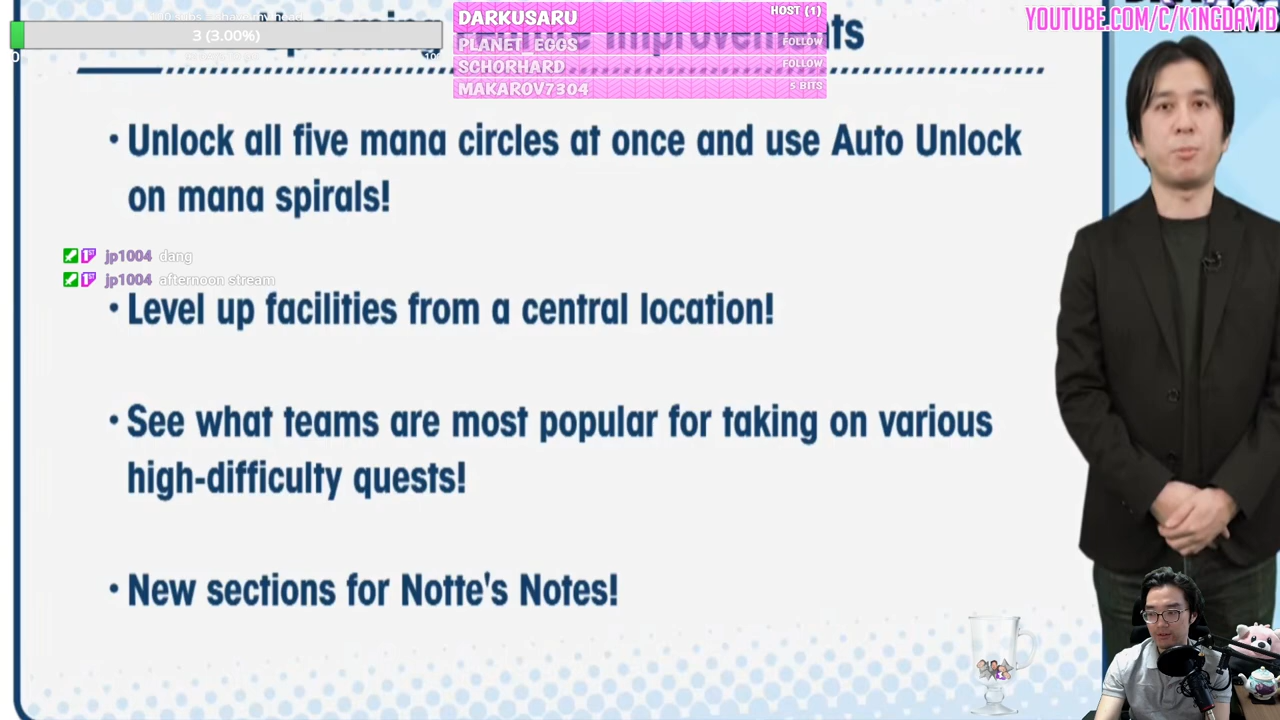 3 (3.00%)
0
DARKUSARU HOST (1)
PLANET_EGGS FOLLOW
SCHORHARD FOLLOW
MAKAROV7304 5 BITS
YOUTUBE.COM/C/K1NGDAV1D
• Unlock all five mana circles at once and use Auto Unlock
on mana spirals!
jp1004 dang
jp1004 afternoon stream
• Level up facilities from a central location!
• See what teams are most popular for taking on various
high-difficulty quests!
• New sections for Notte's Notes!